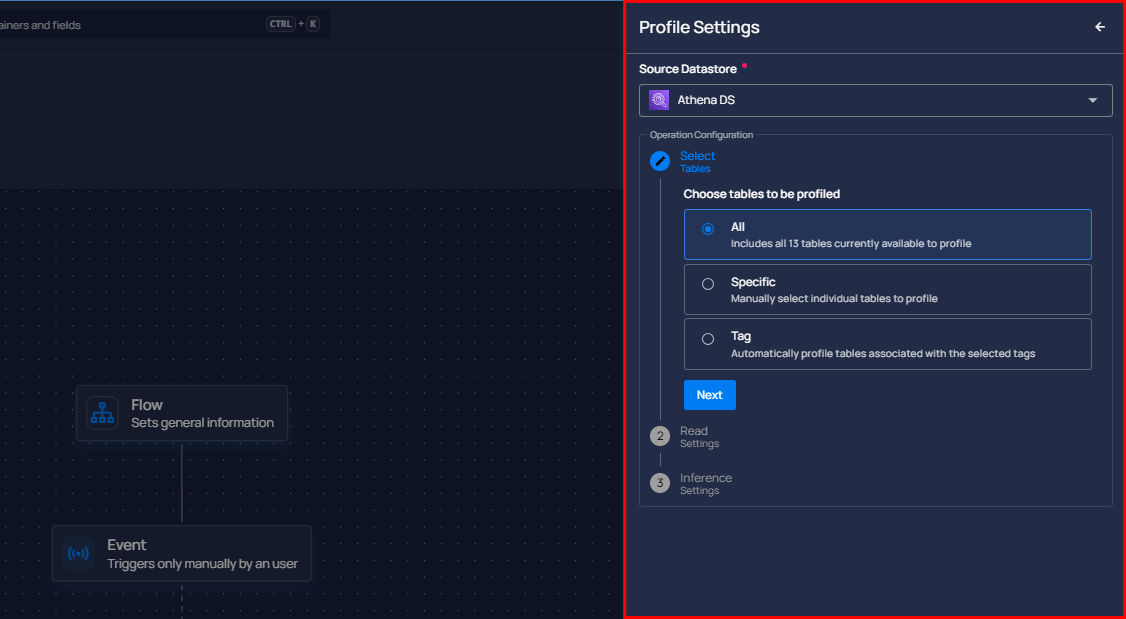 ainers and fields
CTRL + K
Profile Settings
Source Datastore *
Athena DS
Operation Configuration
Select
Tables
Choose tables to be profiled
All
Includes all 13 tables currently available to profile
Specific
Manually select individual tables to profile
Tag
Automatically profile tables associated with the selected tags
Next
2
Read
Settings
3
Inference
Settings
Flow
Sets general information
Event
Triggers only manually by an user